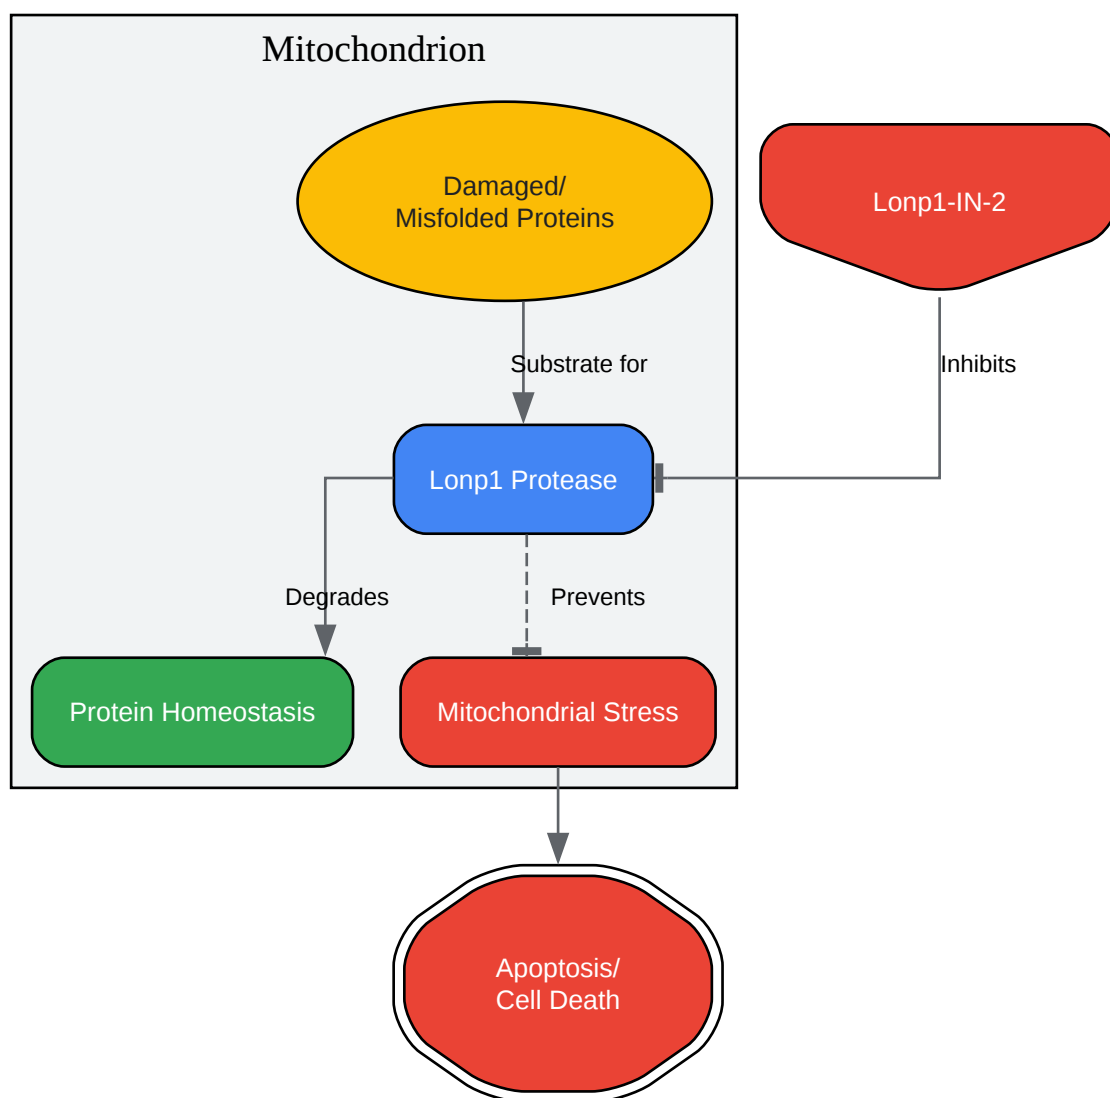 Mitochondrion
Damaged/
Misfolded Proteins
Lonp1-IN-2
Substrate for
Inhibits
Lonp1 Protease
Degrades
Prevents
Protein Homeostasis
Mitochondrial Stress
Apoptosis/
Cell Death